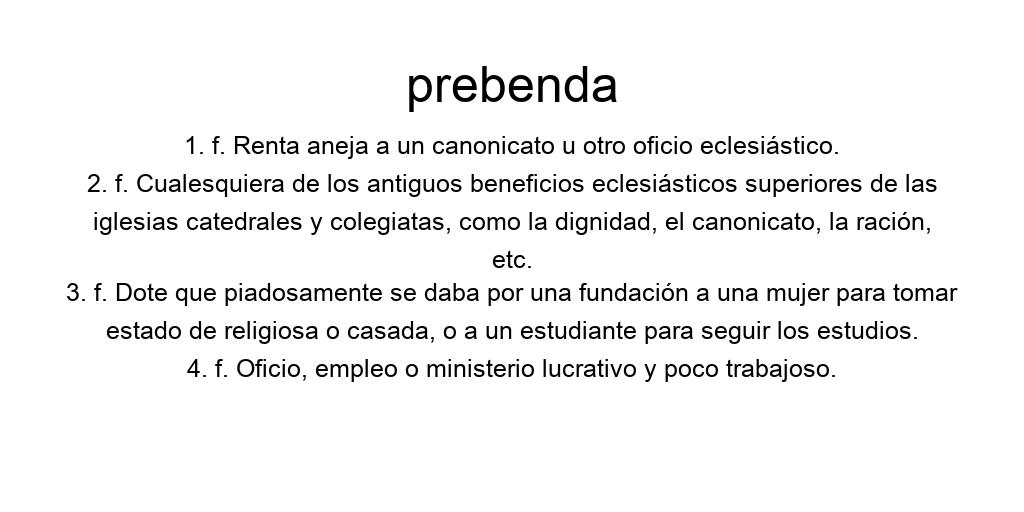 prebenda
1. f. Renta aneja a un canonicato u otro oficio eclesiástico.
2. f. Cualesquiera de los antiguos beneficios eclesiásticos superiores de las
iglesias catedrales y colegiatas, como la dignidad, el canonicato, la ración,
etc.
3. f. Dote que piadosamente se daba por una fundación a una mujer para tomar
estado de religiosa o casada, o a un estudiante para seguir los estudios.
4. f. Oficio, empleo o ministerio lucrativo y poco trabajoso.